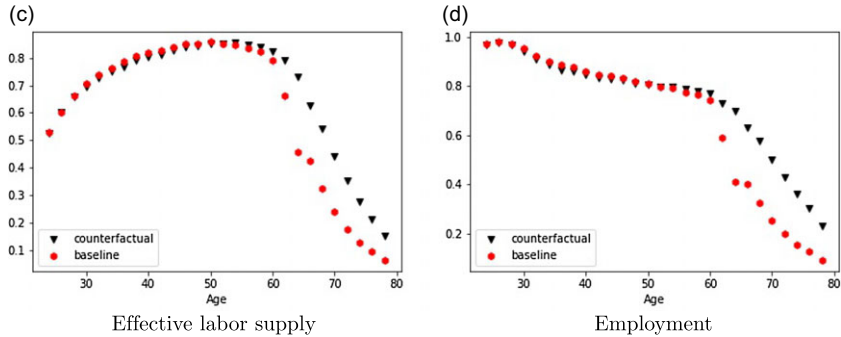 (c)
0.8
0.7
0.6
0.5
0.4
0.3
0.2
0.1
counterfactual
baseline
30 40 50 60 70 80
Age
Effective labor supply
(d)
1.0
0.8
0.6
0.4
0.2
counterfactual
baseline
30 40 50 60 70 80
Age
Employment